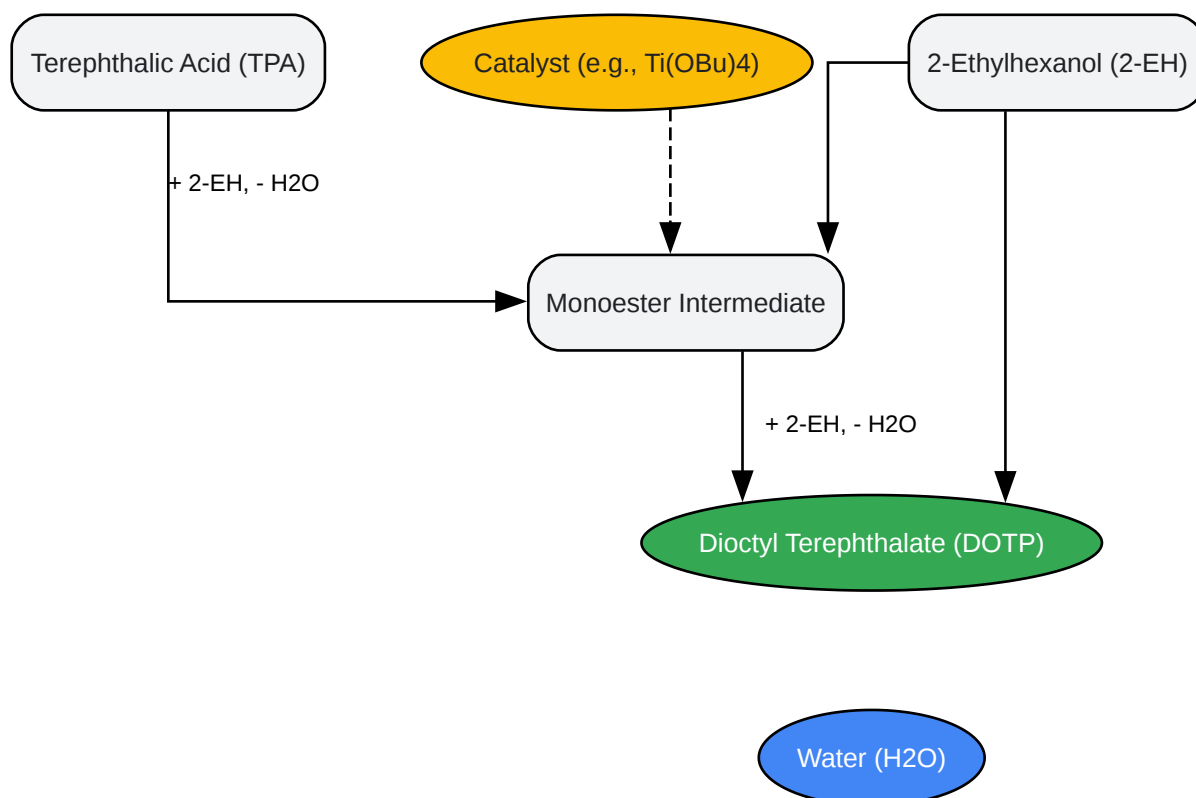 Terephthalic Acid (TPA)
Catalyst (e.g., Ti(OBu)4)
2-Ethylhexanol (2-EH)
+ 2-EH, - H2O
Monoester Intermediate
+ 2-EH, - H2O
Dioctyl Terephthalate (DOTP)
Water (H2O)